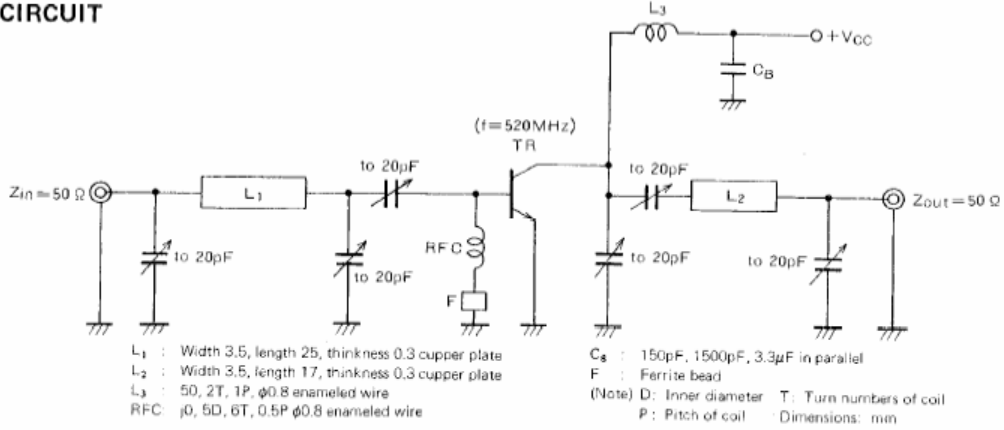 CIRCUIT
L3
+VCC
CB
(f=520MHz)
TR
to 20pF
to 20pF
Zin=50 Ω
L1
L2
Zout=50 Ω
to 20pF
to 20pF
RFC
F
to 20pF
to 20pF
L1 : Width 3.5, length 25, thinkness 0.3 cupper plate
L2 : Width 3.5, length 17, thinkness 0.3 cupper plate
L3 : 5D, 2T, 1P, φ0.8 enameled wire
RFC: 5D, 6T, 0.5P φ0.8 enameled wire
CB : 150pF, 1500pF, 3.3μF in parallel
F : Ferrite bead
(Note) D: Inner diameter T: Turn numbers of coil
P: Pitch of coil Dimensions: mm